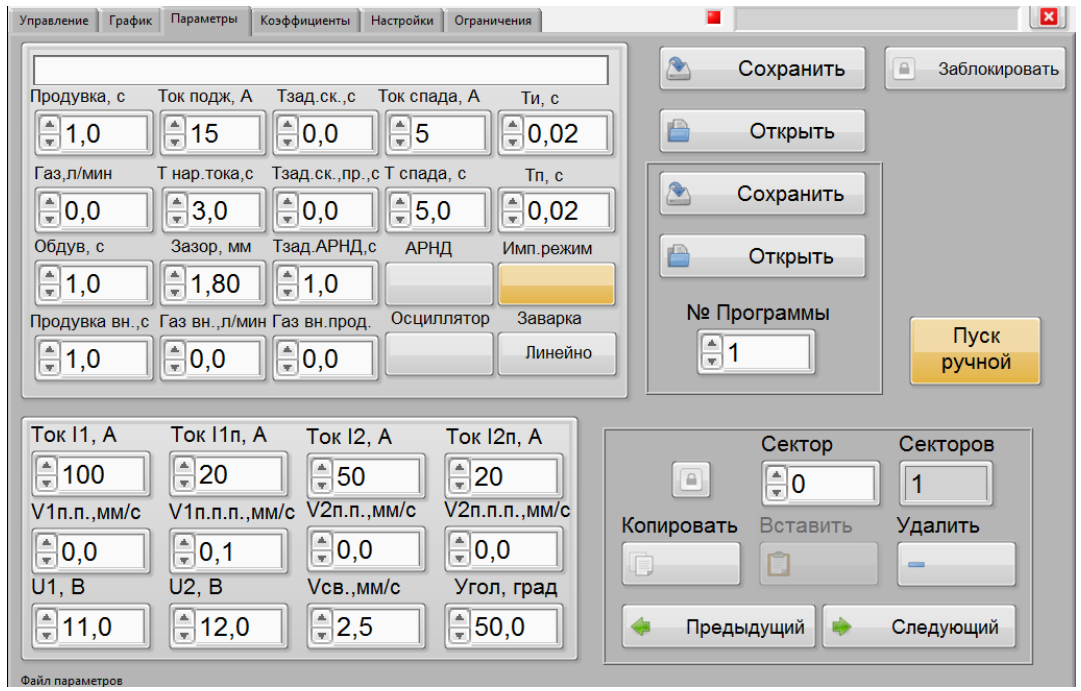 Управление График Параметры Коэффициенты Настройки Ограничения
Сохранить Заблокировать
Продувка, с Ток подж, А Тзад.ск.,с Ток спада, А Ти, с
1,0 15 0,0 5 0,02
Открыть
Газ,л/мин Т нар.тока,с Тзад.ск.,пр.,с Т спада, с Тп, с
0,0 3,0 0,0 5,0 0,02
Сохранить
Обдув, с Зазор, мм Тзад.АРНД,с АРНД Имп.режим
1,0 1,80 1,0
Открыть
Продувка вн.,с Газ вн.,л/мин Газ вн.прод. Осциллятор Заварка
1,0 0,0 0,0 Линейно
№ Программы
1
Пуск
ручной
Ток I1, А Ток I1п, А Ток I2, А Ток I2п, А
100 20 50 20
V1п.п.,мм/с V1п.п.п.,мм/с V2п.п.,мм/с V2п.п.п.,мм/с
0,0 0,1 0,0 0,0
U1, В U2, В Vсв.,мм/с Угол, град
11,0 12,0 2,5 50,0
Сектор Секторов
0 1
Копировать Вставить Удалить
Предыдущий Следующий
Файл параметров